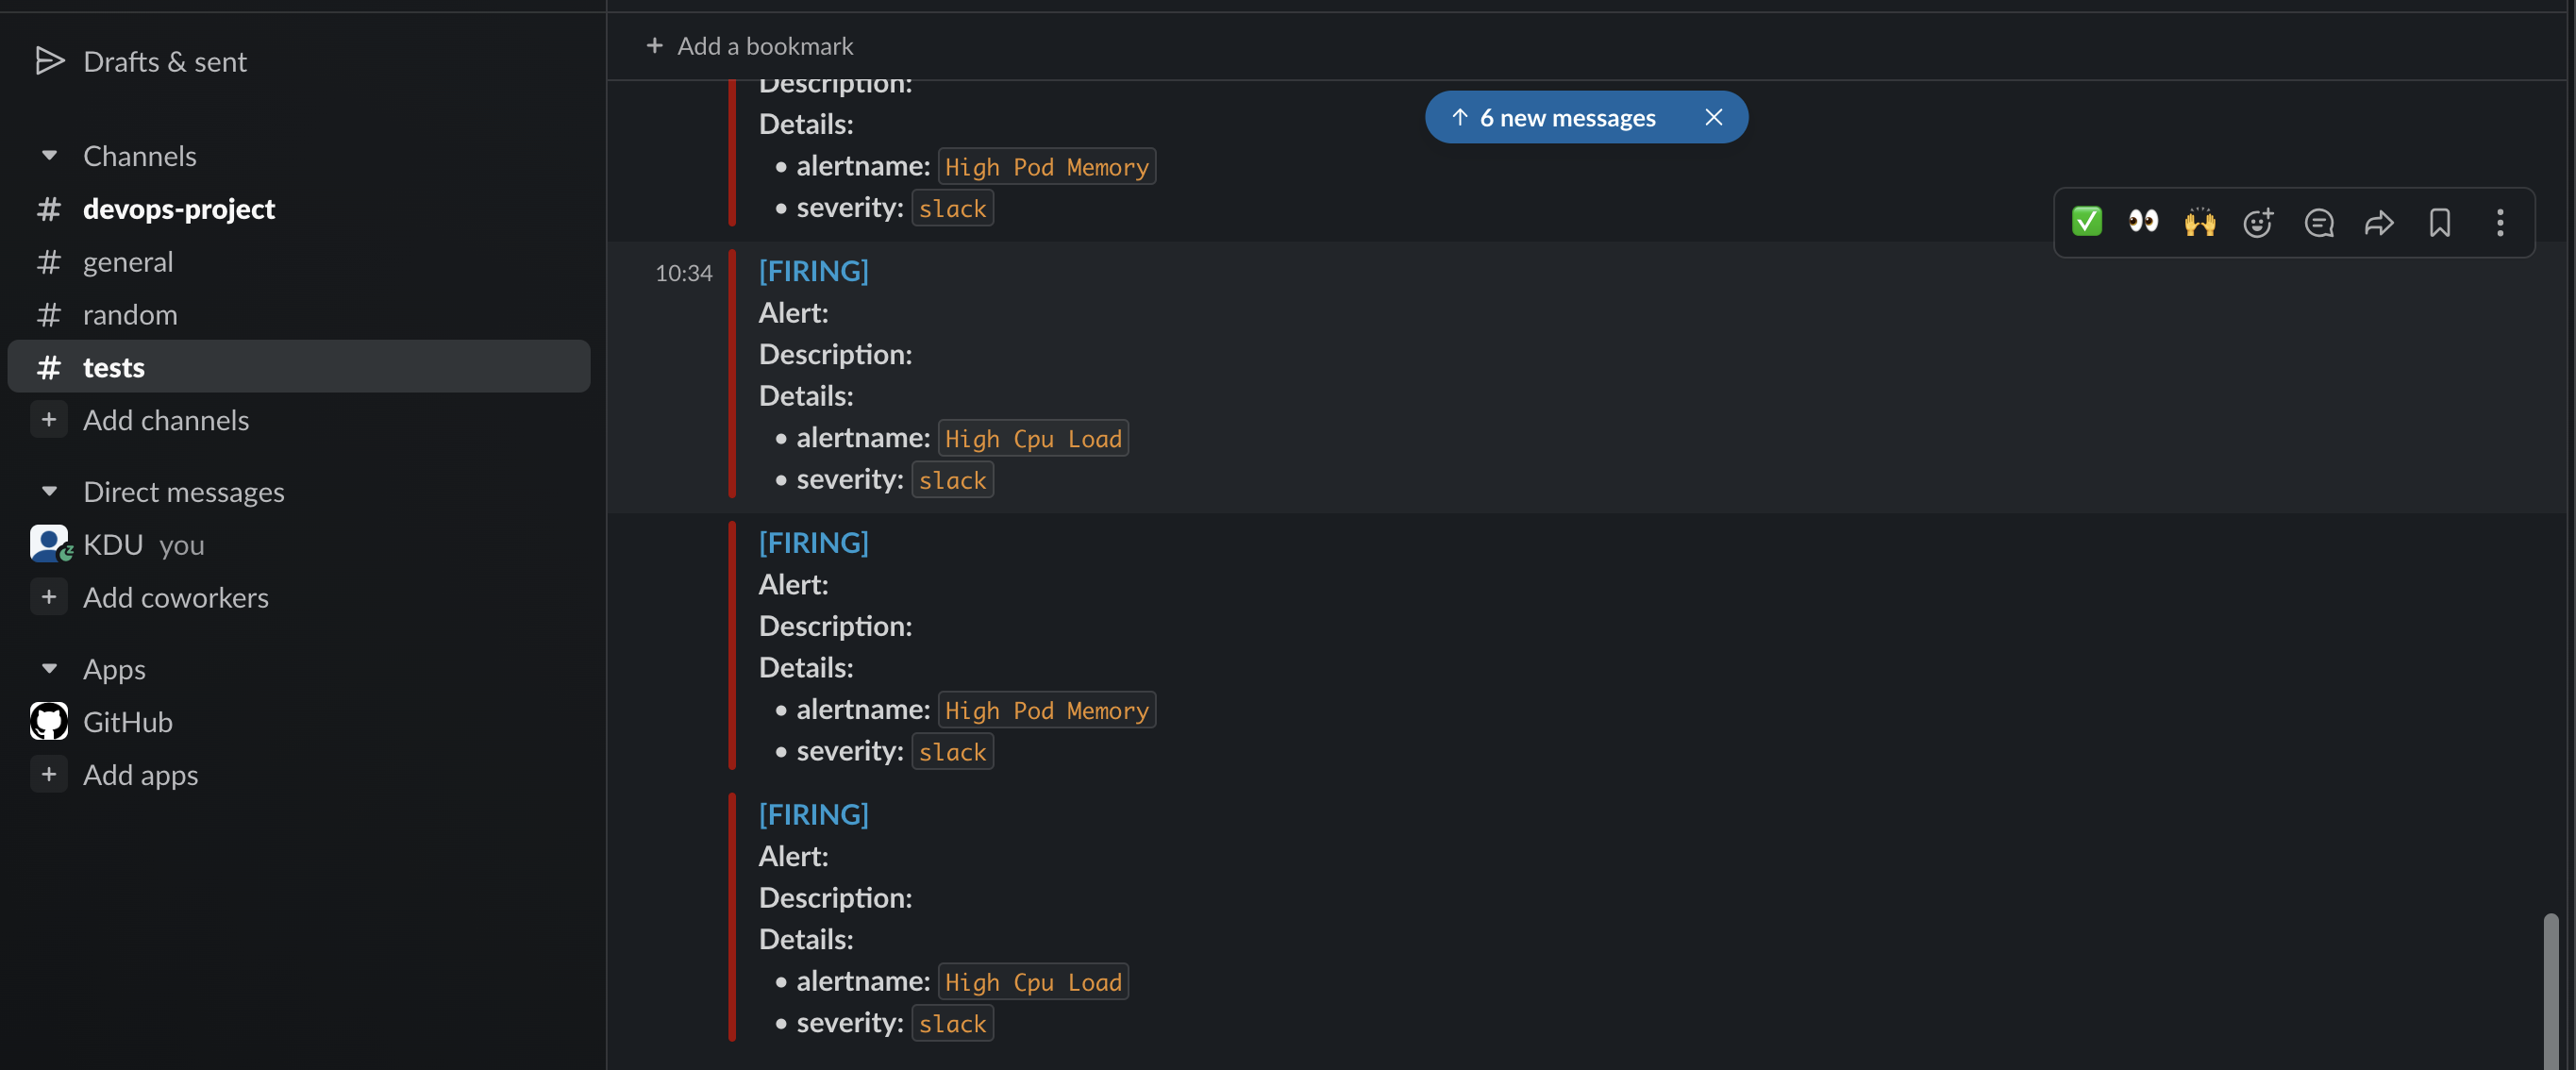 Drafts & sent
Channels
# devops-project
# general
# random
# tests
+ Add channels
Direct messages
KDU you
+ Add coworkers
Apps
GitHub
+ Add apps
+ Add a bookmark
↑ 6 new messages ×
Description:
Details:
• alertname: High Pod Memory
• severity: slack
10:34
[FIRING]
Alert:
Description:
Details:
• alertname: High Cpu Load
• severity: slack
[FIRING]
Alert:
Description:
Details:
• alertname: High Pod Memory
• severity: slack
[FIRING]
Alert:
Description:
Details:
• alertname: High Cpu Load
• severity: slack